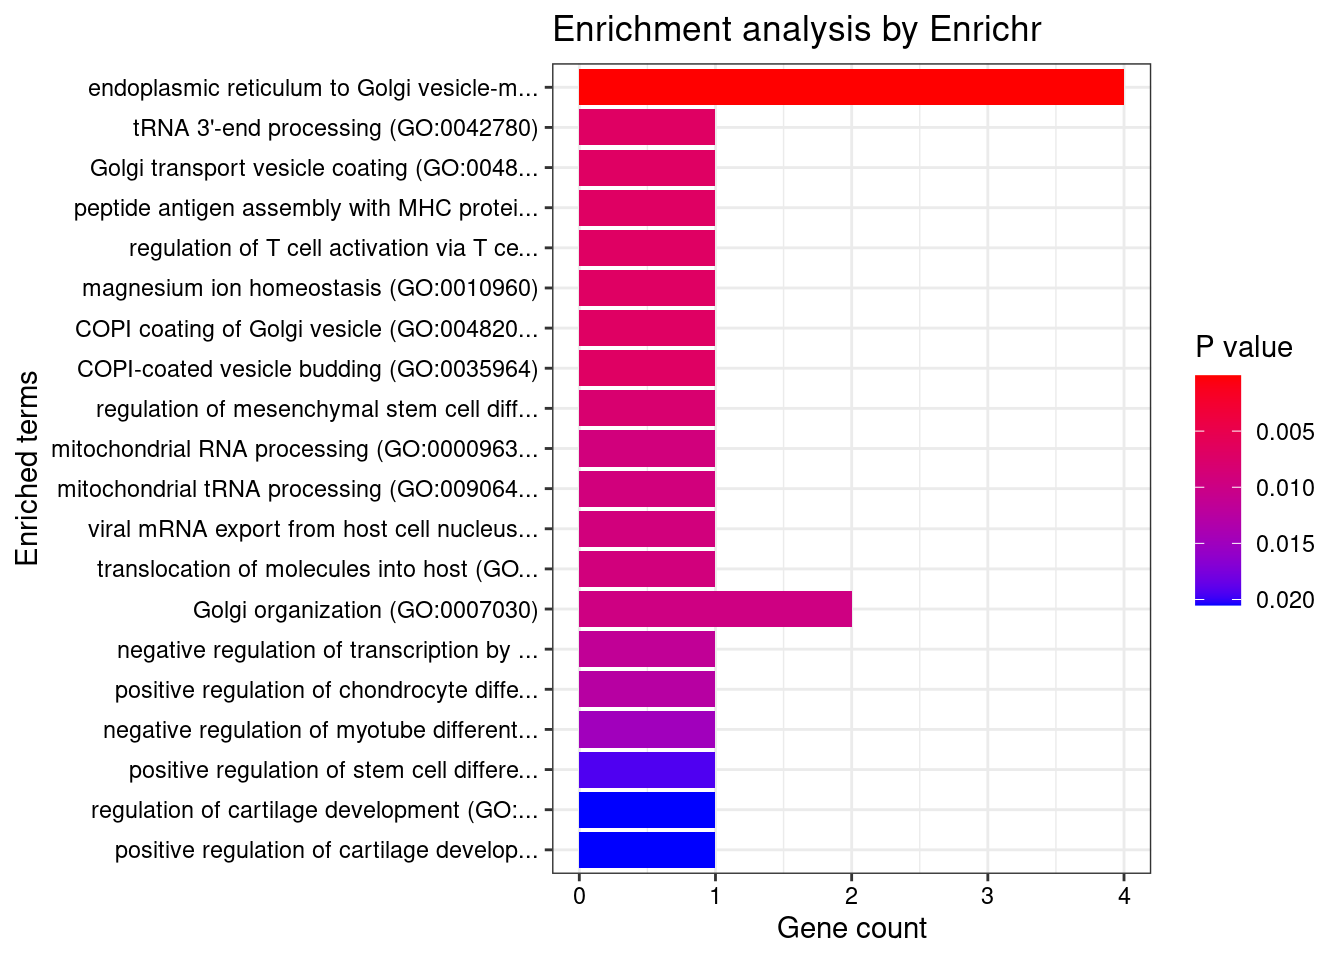 Enrichment analysis by Enrichr
endoplasmic reticulum to Golgi vesicle-m...
tRNA 3'-end processing (GO:0042780)
Golgi transport vesicle coating (GO:0048...
peptide antigen assembly with MHC protei...
regulation of T cell activation via T ce...
magnesium ion homeostasis (GO:0010960)
COPI coating of Golgi vesicle (GO:004820...
COPI-coated vesicle budding (GO:0035964)
regulation of mesenchymal stem cell diff...
mitochondrial RNA processing (GO:0000963...
mitochondrial tRNA processing (GO:009064...
viral mRNA export from host cell nucleus...
translocation of molecules into host (GO...
Golgi organization (GO:0007030)
negative regulation of transcription by ...
positive regulation of chondrocyte diffe...
negative regulation of myotube different...
positive regulation of stem cell differe...
regulation of cartilage development (GO:...
positive regulation of cartilage develop...
Enriched terms
0 1 2 3 4
Gene count
P value
0.005
0.010
0.015
0.020